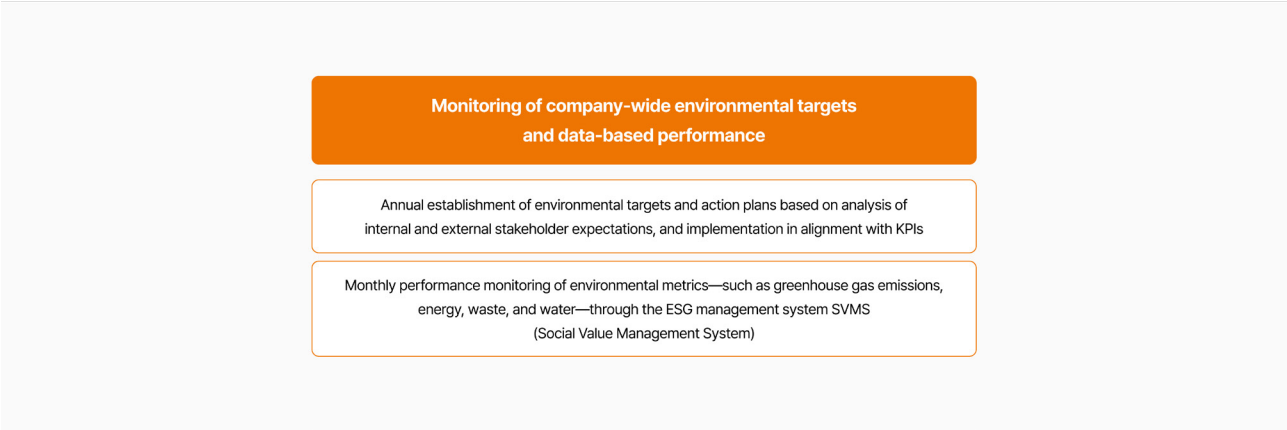 Monitoring of company-wide environmental targets
and data-based performance
Annual establishment of environmental targets and action plans based on analysis of
internal and external stakeholder expectations, and implementation in alignment with KPIs
Monthly performance monitoring of environmental metrics—such as greenhouse gas emissions,
energy, waste, and water—through the ESG management system SVMS
(Social Value Management System)